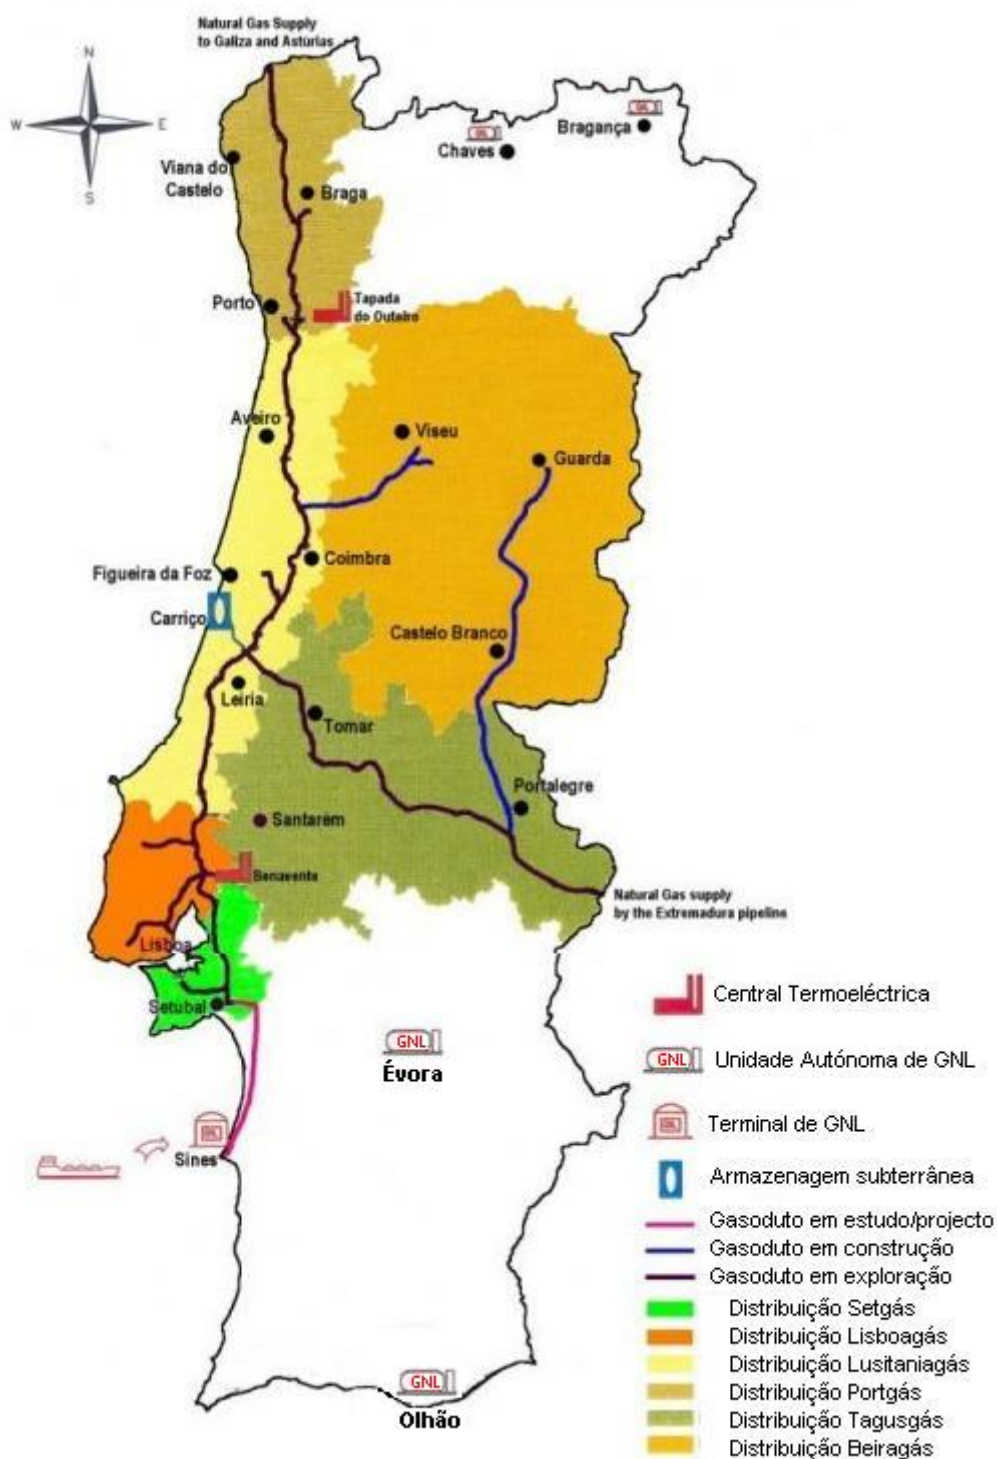 Natural Gas Supply
to Galiza and Astúrias
N
W
E
S
GNL
Bragança
GNL
Chaves
Viana do
Castelo
Braga
Porto
Tapada
do Outeiro
Aveiro
Viseu
Guarda
Coimbra
Figueira da Foz
Carriço
Castelo Branco
Leiria
Tomar
Portalegre
Santarém
Benavente
Natural Gas supply
by the Extremadura pipeline
Lisboa
Setúbal
GNL
Évora
GNL
Sines
GNL
Olhão
Central Termoeléctrica
GNL
Unidade Autónoma de GNL
GNL
Terminal de GNL
Armazenagem subterrânea
Gasoduto em estudo/projecto
Gasoduto em construção
Gasoduto em exploração
Distribuição Setgás
Distribuição Lisboagás
Distribuição Lusitaniagás
Distribuição Portgás
Distribuição Tagusgás
Distribuição Beiragás